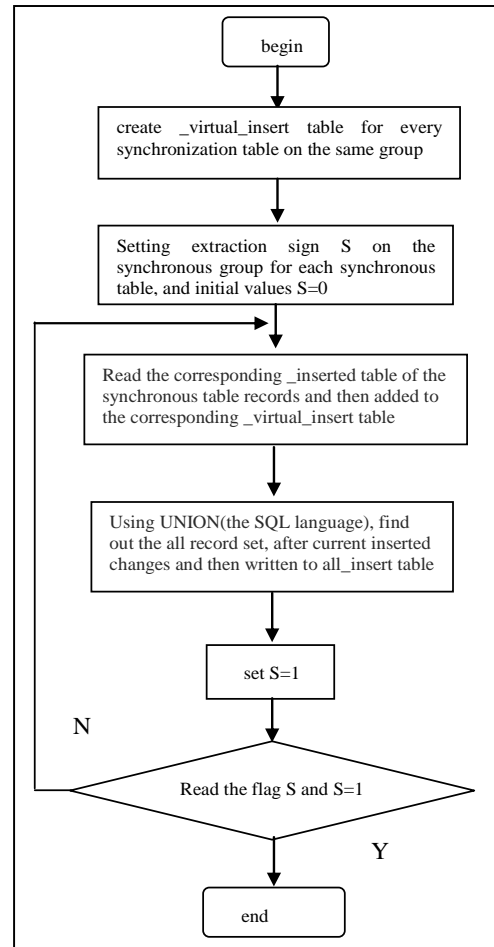 begin
create _virtual_insert table for every
synchronization table on the same group
Setting extraction sign S on the
synchronous group for each synchronous
table, and initial values S=0
Read the corresponding _inserted table of the
synchronous table records and then added to
the corresponding _virtual_insert table
Using UNION(the SQL language), find
out the all record set, after current inserted
changes and then written to all_insert table
set S=1
N
Read the flag S and S=1
Y
end